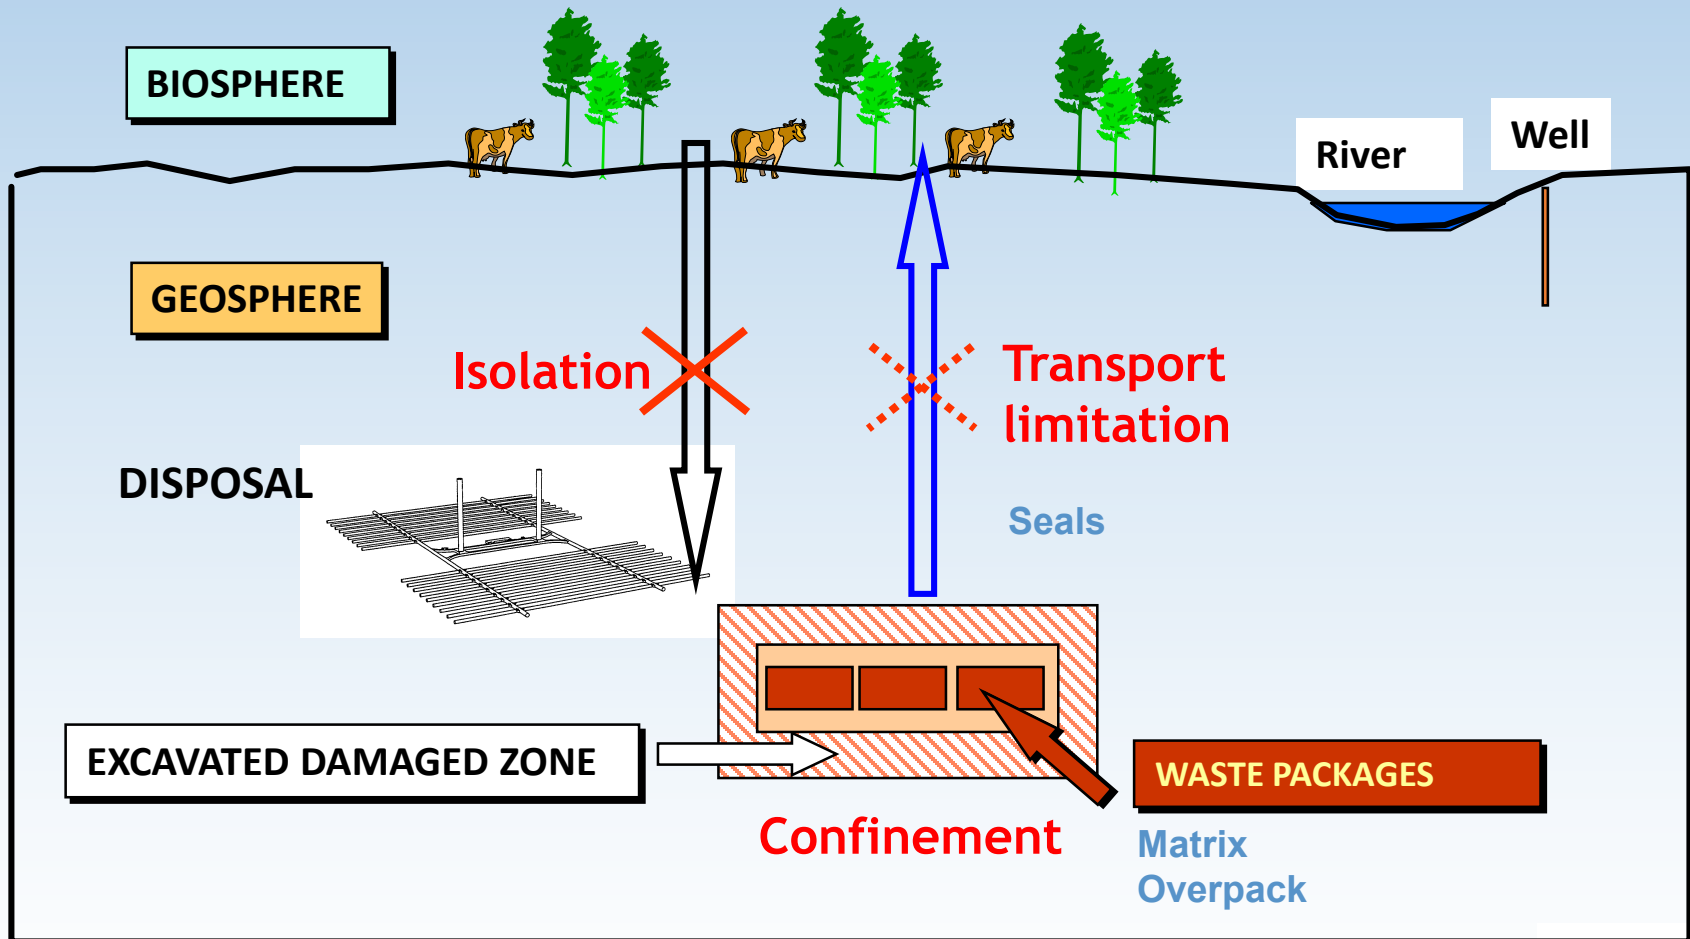 BIOSPHERE
River
Well
GEOSPHERE
Isolation
Transport
limitation
DISPOSAL
Seals
EXCAVATED DAMAGED ZONE
WASTE PACKAGES
Confinement
Matrix
Overpack